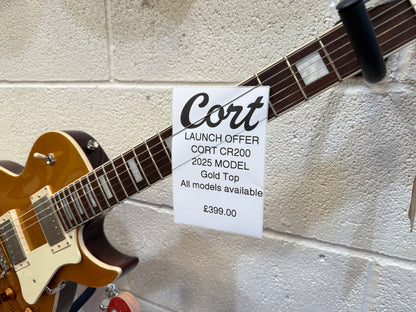 Cort
LAUNCH OFFER
CORT CR200
2025 MODEL
Gold Top
All models available
£399.00